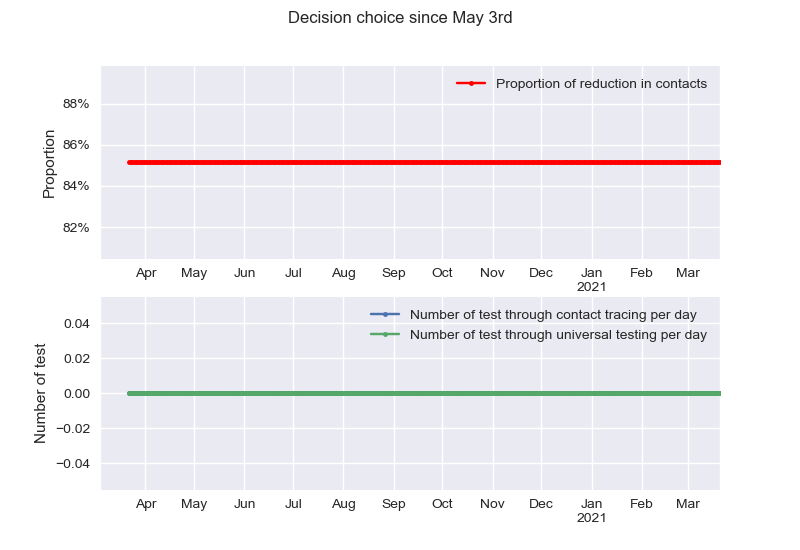 Decision choice since May 3rd
Proportion of reduction in contacts
88%
86%
84%
82%
Proportion
Apr May Jun Jul Aug Sep Oct Nov Dec Jan Feb Mar
2021
Number of test through contact tracing per day
Number of test through universal testing per day
0.04
0.02
0.00
−0.02
−0.04
Number of test
Apr May Jun Jul Aug Sep Oct Nov Dec Jan Feb Mar
2021